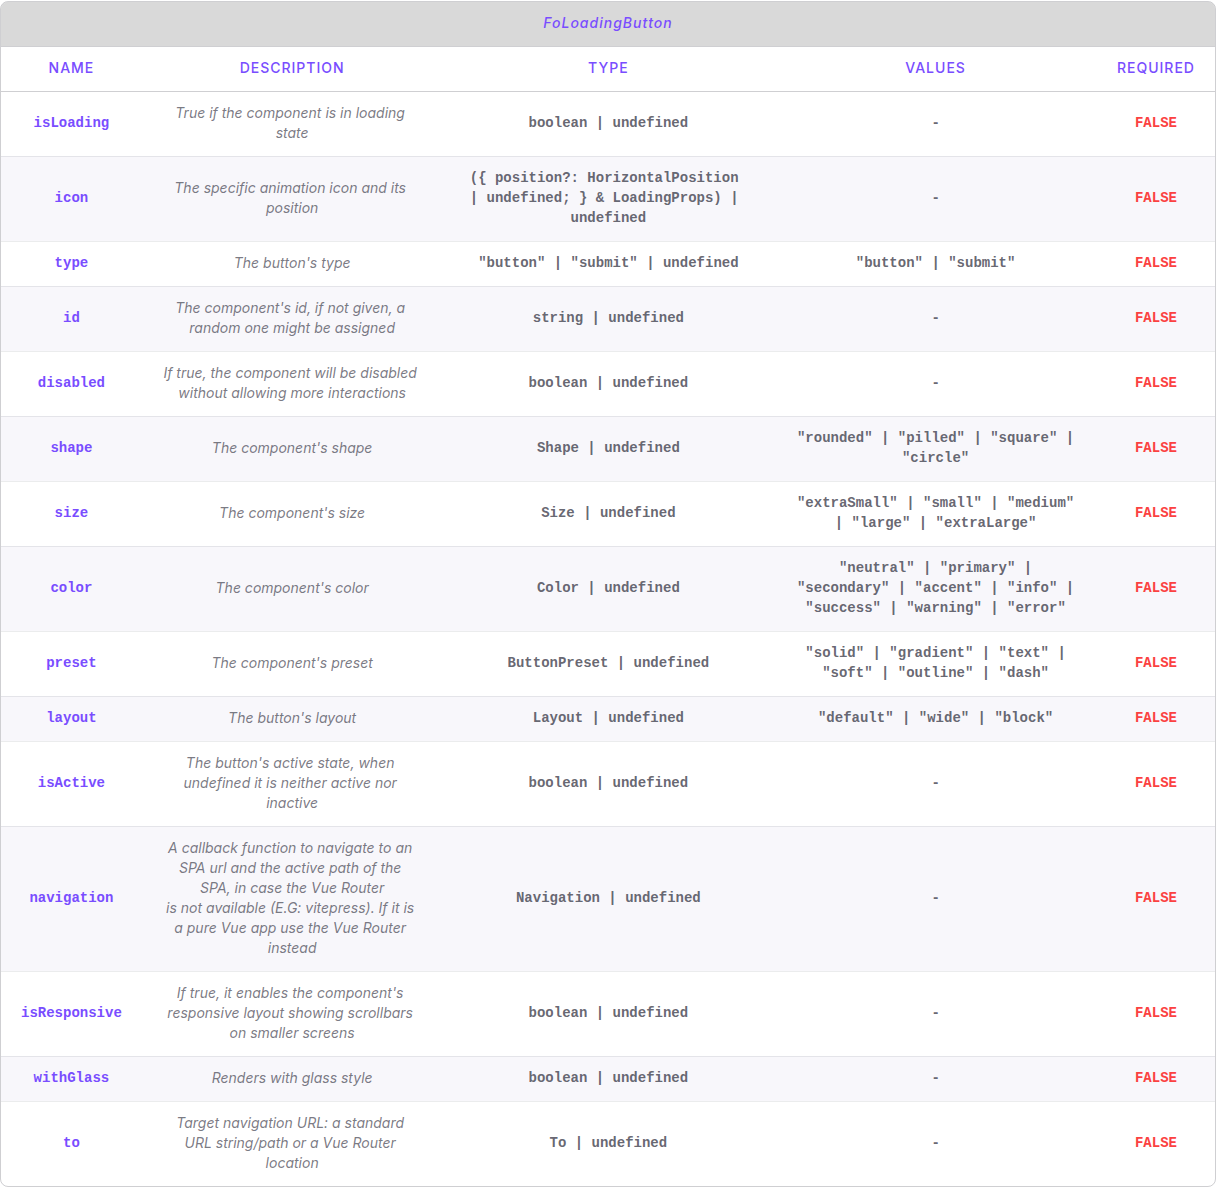 FoLoadingButton
NAME DESCRIPTION TYPE VALUES REQUIRED
isLoading
True if the component is in loading
state
boolean | undefined
-
FALSE
icon
The specific animation icon and its
position
({ position?: HorizontalPosition
| undefined; } & LoadingProps) |
undefined
-
FALSE
type
The button's type
"button" | "submit" | undefined
"button" | "submit"
FALSE
id
The component's id, if not given, a
random one might be assigned
string | undefined
-
FALSE
disabled
If true, the component will be disabled
without allowing more interactions
boolean | undefined
-
FALSE
shape
The component's shape
Shape | undefined
"rounded" | "pilled" | "square" |
"circle"
FALSE
size
The component's size
Size | undefined
"extraSmall" | "small" | "medium"
| "large" | "extraLarge"
FALSE
color
The component's color
Color | undefined
"neutral" | "primary" |
"secondary" | "accent" | "info" |
"success" | "warning" | "error"
FALSE
preset
The component's preset
ButtonPreset | undefined
"solid" | "gradient" | "text" |
"soft" | "outline" | "dash"
FALSE
layout
The button's layout
Layout | undefined
"default" | "wide" | "block"
FALSE
isActive
The button's active state, when
undefined it is neither active nor
inactive
boolean | undefined
-
FALSE
navigation
A callback function to navigate to an
SPA url and the active path of the
SPA, in case the Vue Router
is not available (E.G: vitepress). If it is
a pure Vue app use the Vue Router
instead
Navigation | undefined
-
FALSE
isResponsive
If true, it enables the component's
responsive layout showing scrollbars
on smaller screens
boolean | undefined
-
FALSE
withGlass
Renders with glass style
boolean | undefined
-
FALSE
to
Target navigation URL: a standard
URL string/path or a Vue Router
location
To | undefined
-
FALSE